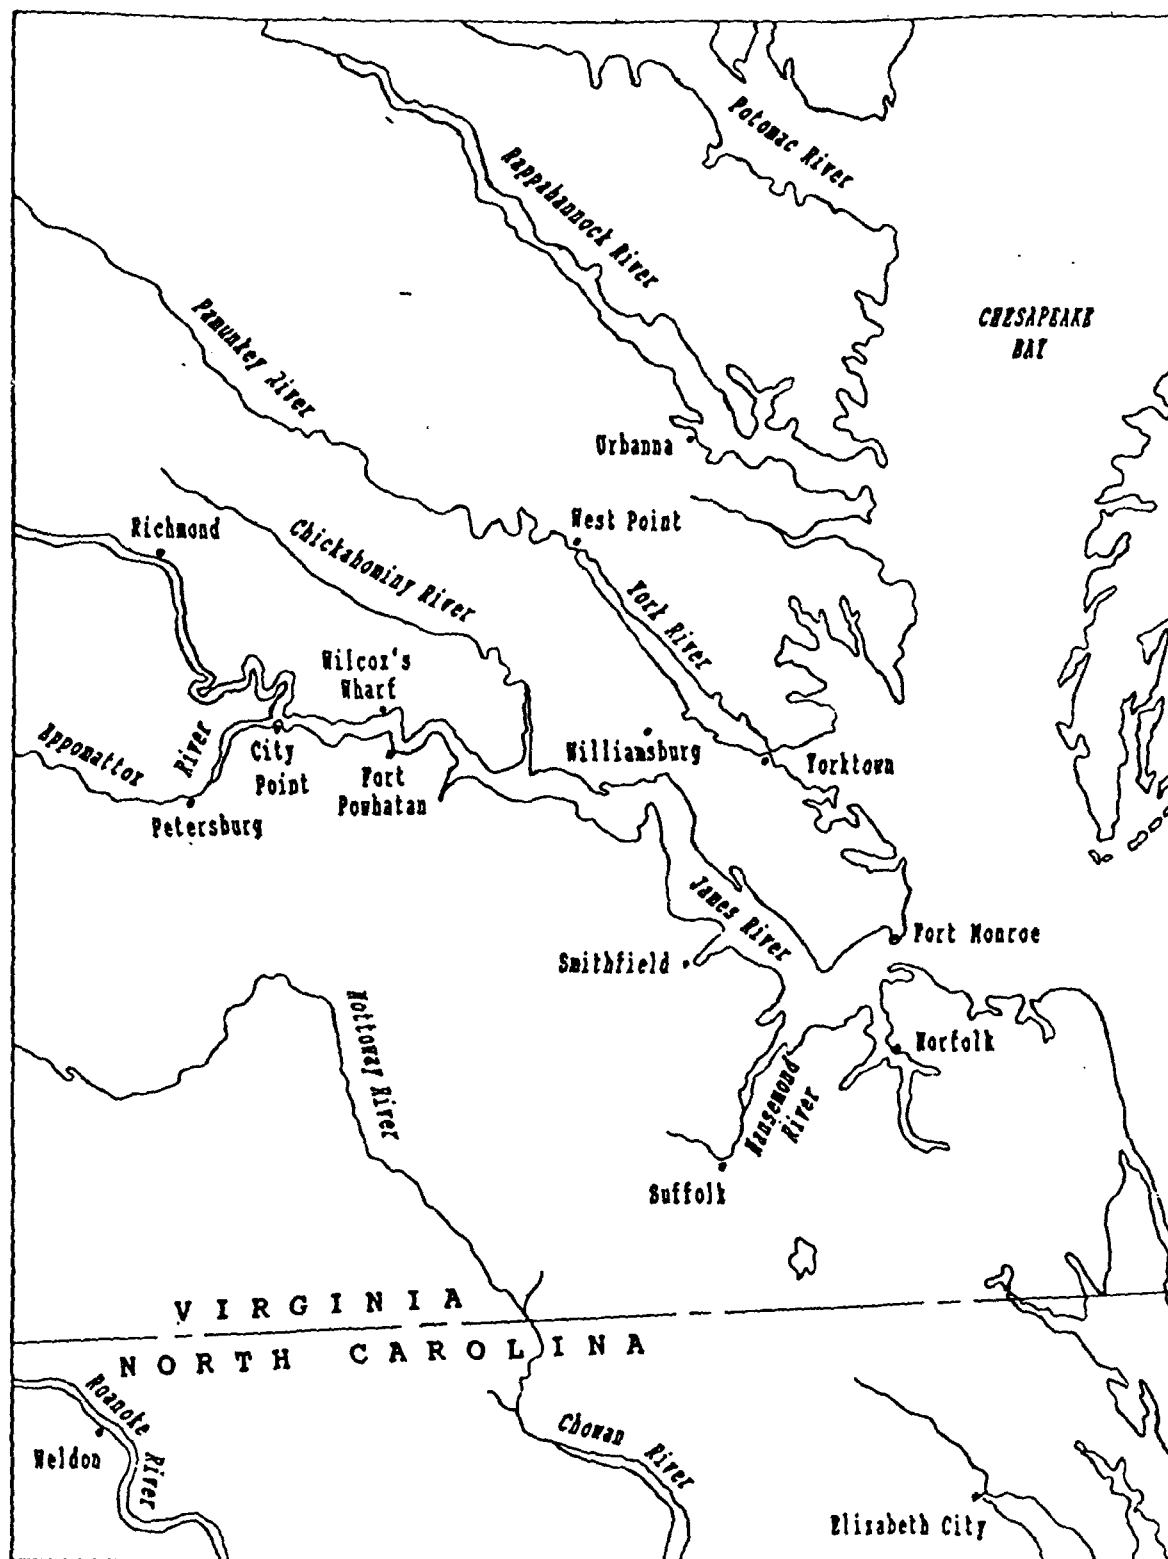 Potomac River
Rappahannock River
CHESAPEAKE
BAY
Pamunkey River
Urbanna
West Point
Richmond
Chickahominy River
York River
Wilcox's
Wharf
Appomattox
River
City
Point
Fort
Powhatan
Williamsburg
Yorktown
Petersburg
James River
Fort Monroe
Smithfield
Nottoway River
Norfolk
Nansemond
River
Suffolk
VIRGINIA
NORTH CAROLINA
Roanoke
River
Weldon
Chowan River
Elisabeth City